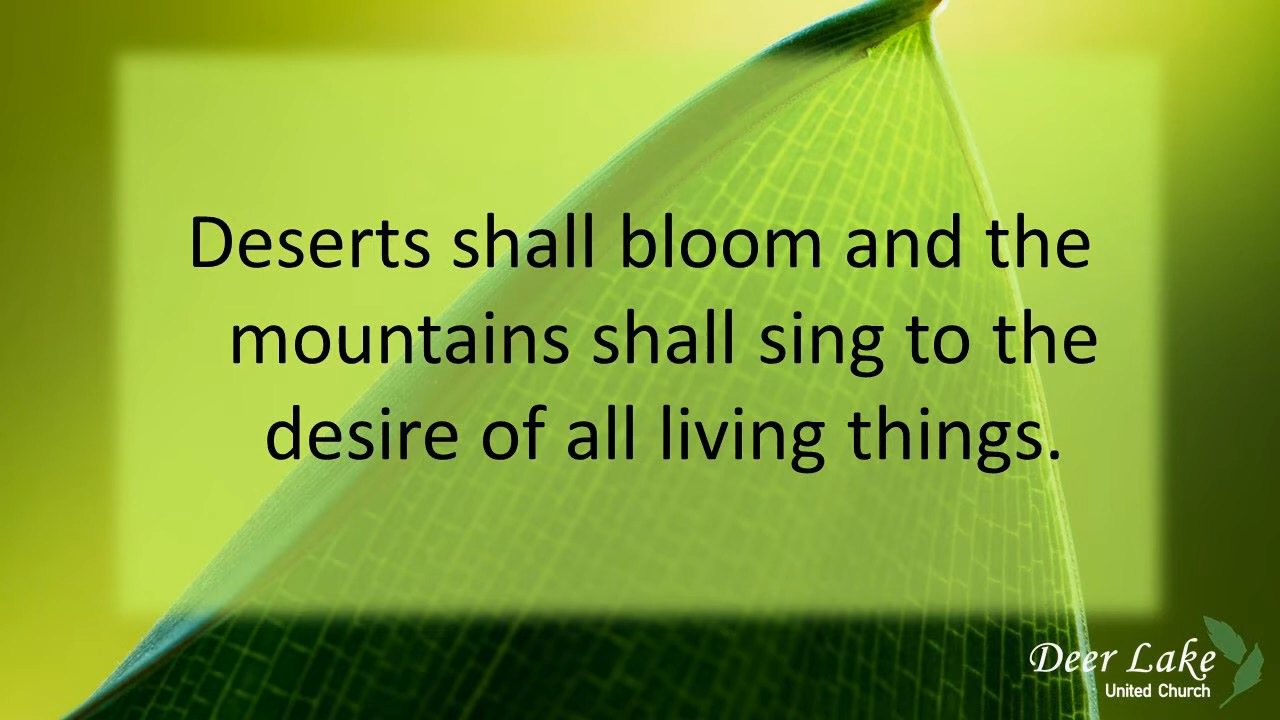 Deserts shall bloom and the
mountains shall sing to the
desire of all living things.
Deer Lake
United Church